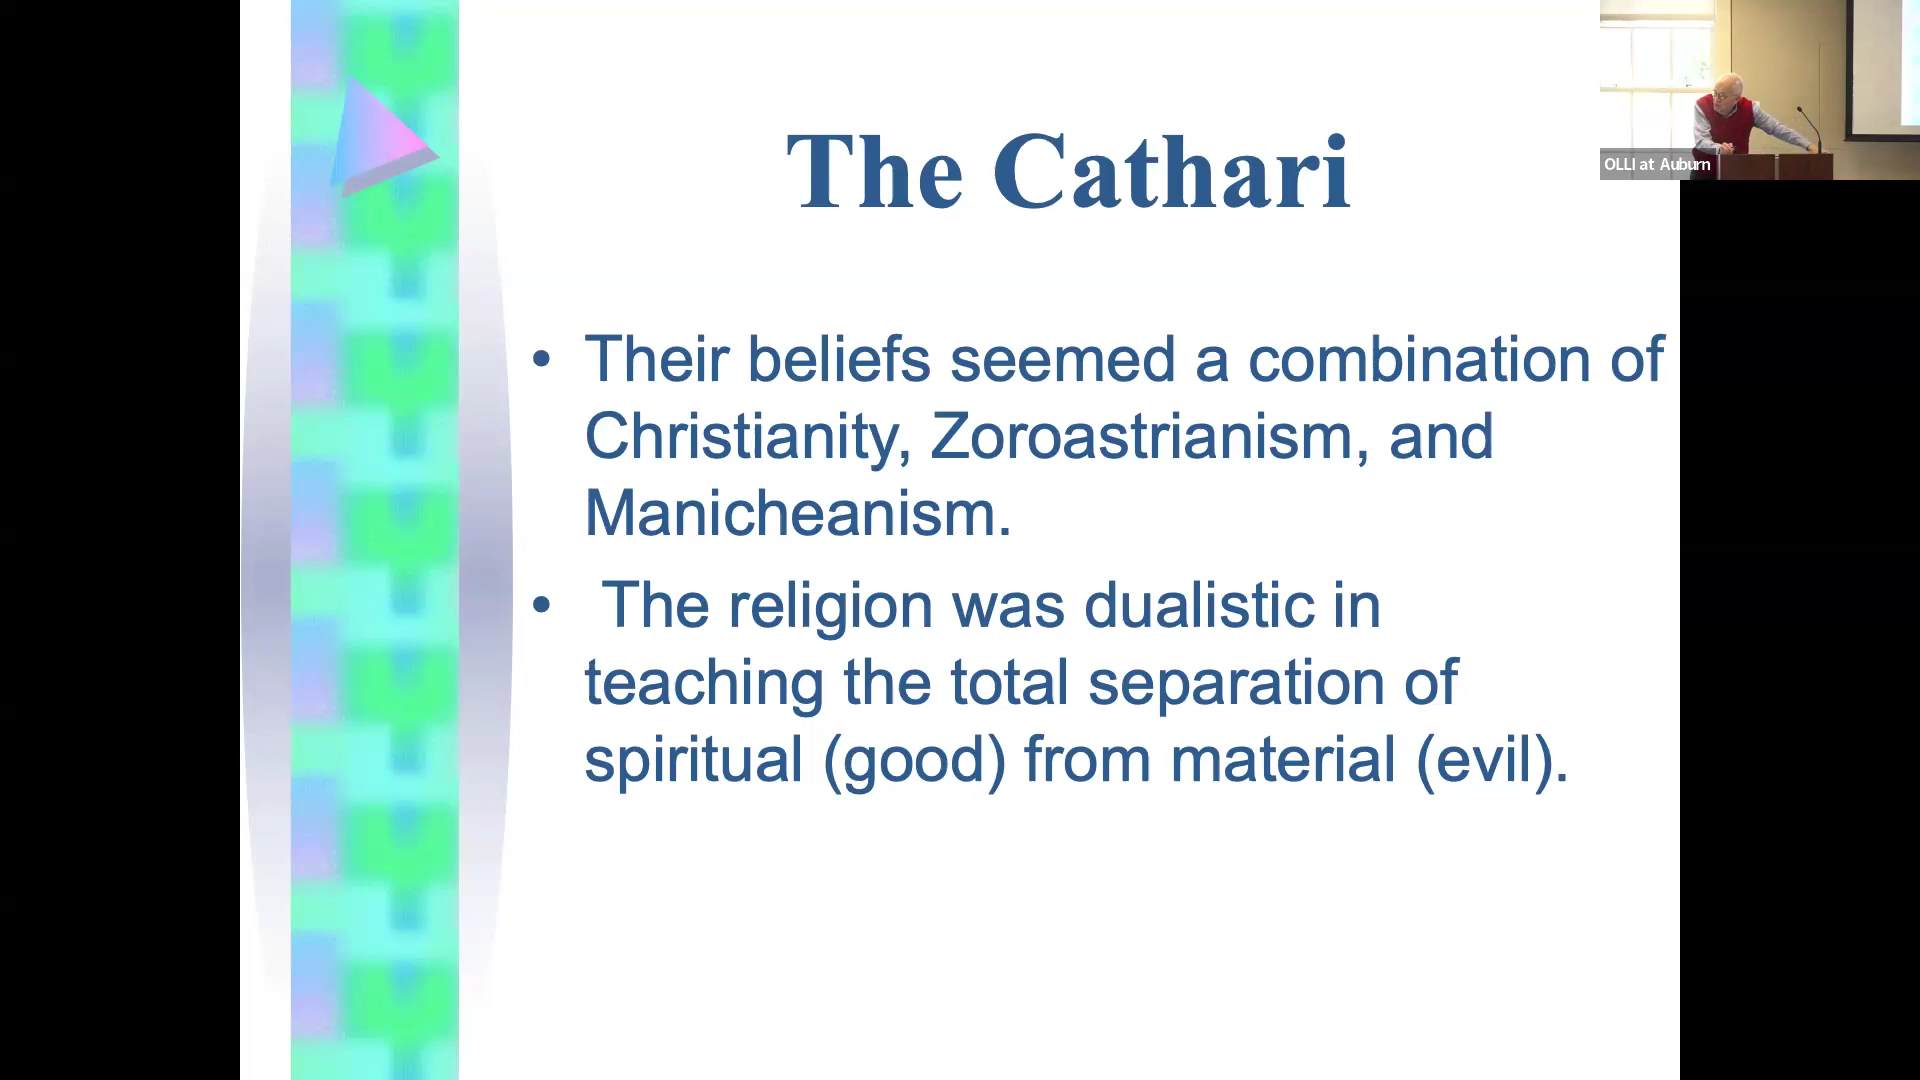 The Cathari
OLLI at Auburn
• Their beliefs seemed a combination of
Christianity, Zoroastrianism, and
Manicheanism.
• The religion was dualistic in
teaching the total separation of
spiritual (good) from material (evil).